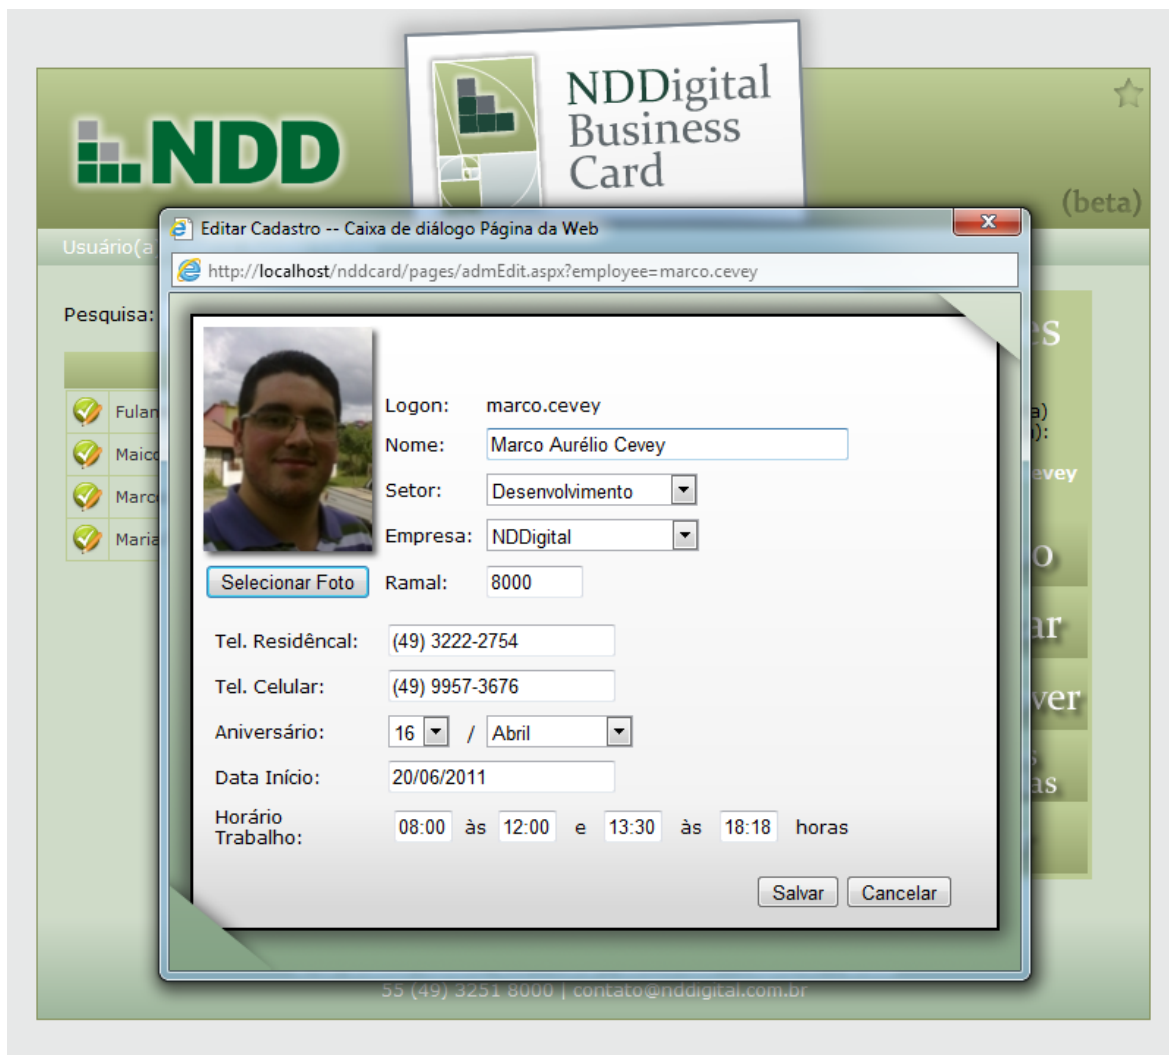 NDD
NDDigital
Business
Card
(beta)
Editar Cadastro -- Caixa de diálogo Página da Web
http://localhost/nddcard/pages/admEdit.aspx?employee=marco.cevey
Pesquisa:
Logon: marco.cevey
Nome: Marco Aurélio Cevey
Setor: Desenvolvimento
Empresa: NDDigital
Selecionar Foto
Ramal: 8000
Tel. Residêncal: (49) 3222-2754
Tel. Celular: (49) 9957-3676
Aniversário: 16 / Abril
Data Início: 20/06/2011
Horário
Trabalho: 08:00 às 12:00 e 13:30 às 18:18 horas
Salvar Cancelar
55 (49) 3251 8000 | contato@nddigital.com.br